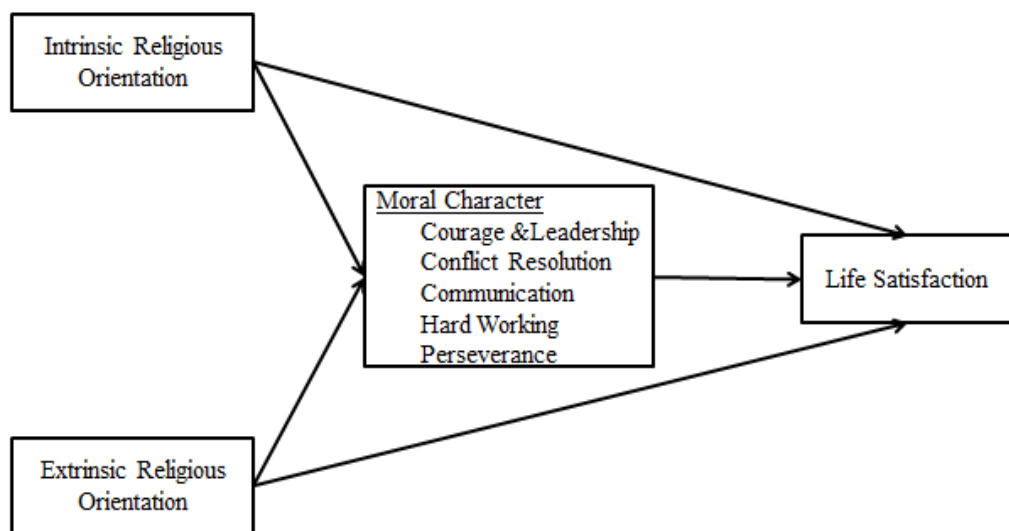 Intrinsic Religious
Orientation
Moral Character
Courage &Leadership
Conflict Resolution
Communication
Hard Working
Perseverance
Life Satisfaction
Extrinsic Religious
Orientation